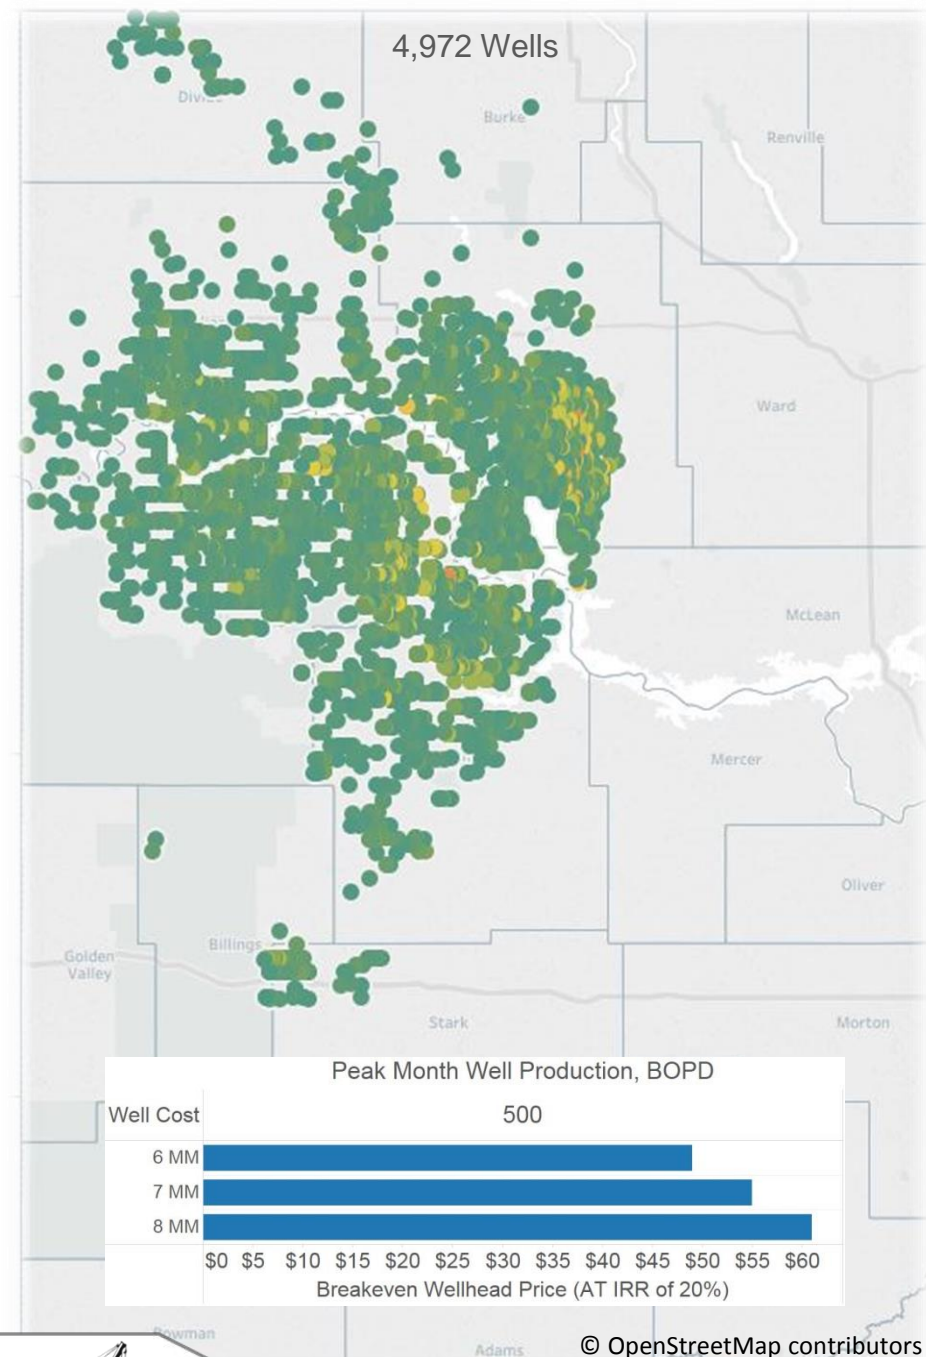 4,972 Wells
Burke
Renville
Ward
McLean
Mercer
Oliver
Billings
Golden
Valley
Stark
Morton
Peak Month Well Production, BOPD
Well Cost
500
6 MM
7 MM
8 MM
$0 $5 $10 $15 $20 $25 $30 $35 $40 $45 $50 $55 $60
Breakeven Wellhead Price (AT IRR of 20%)
Adams
© OpenStreetMap contributors